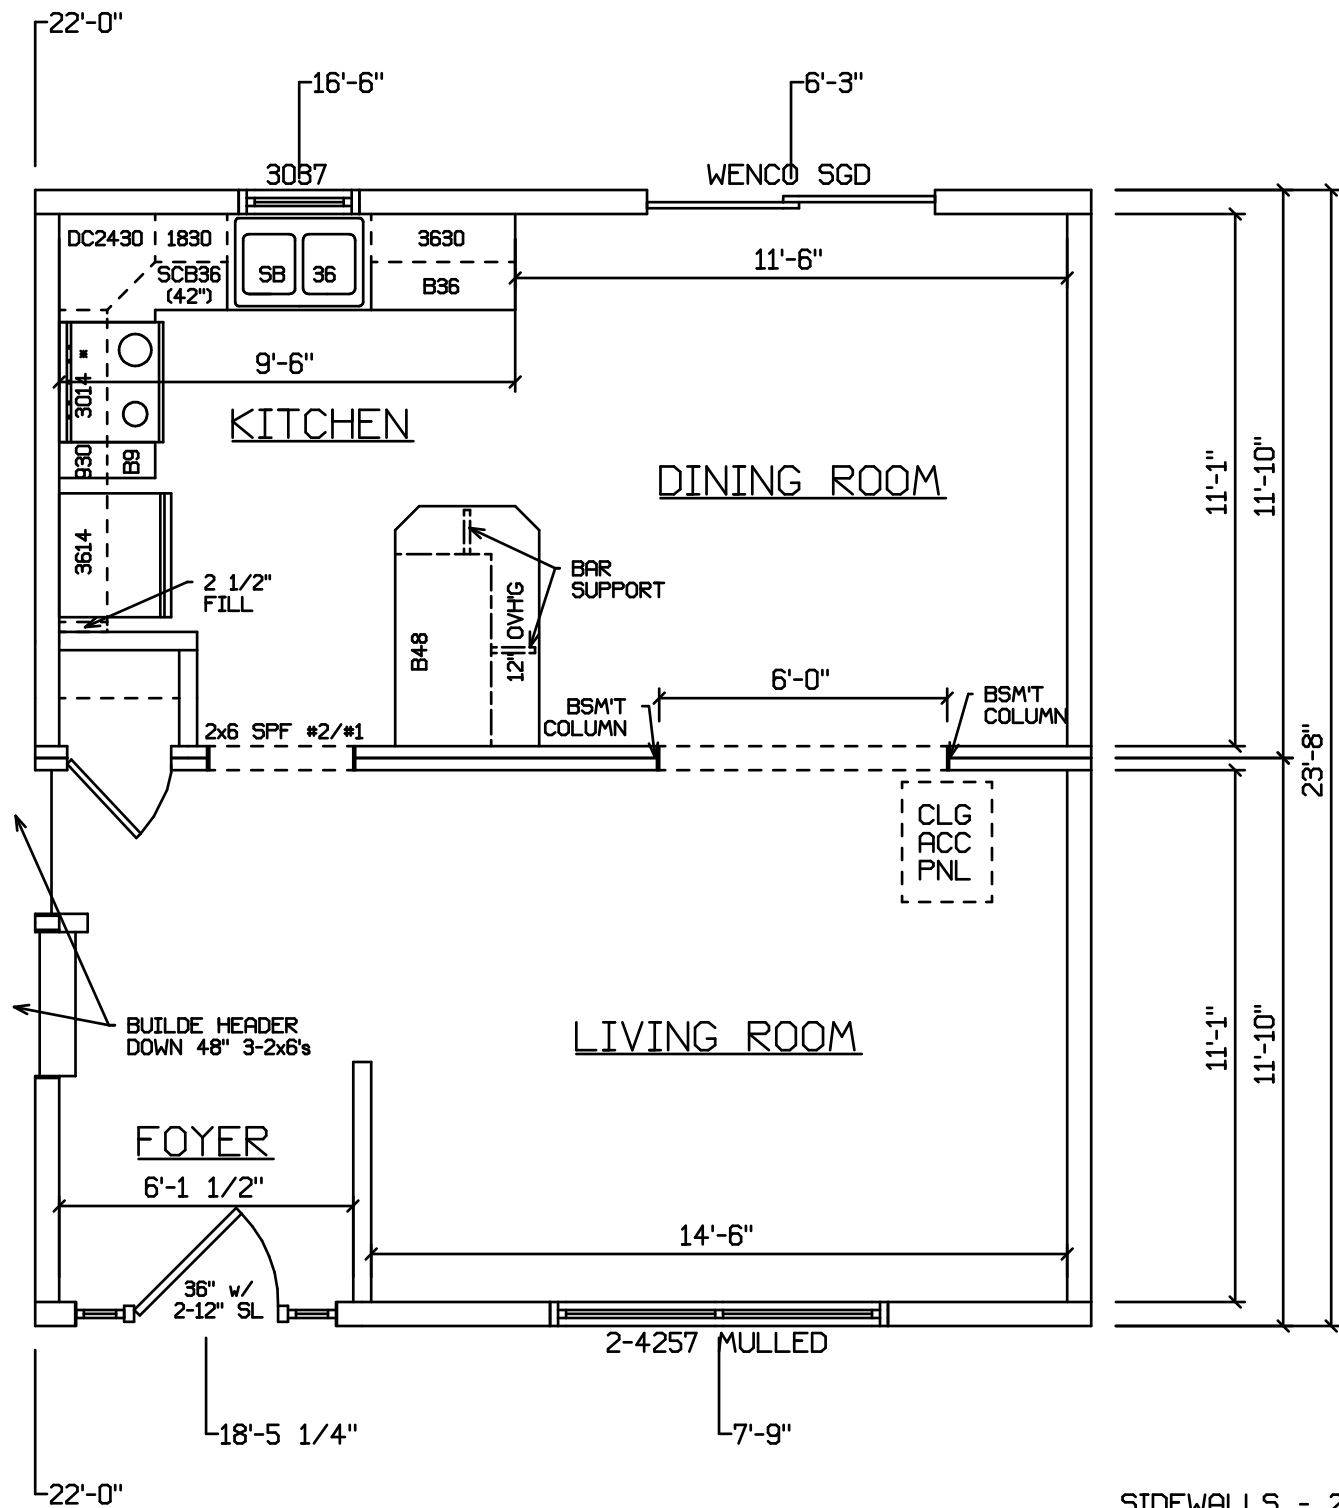 22'-0"
16'-6"
6'-3"
3037
WENCO SGD
DC2430
1830
3630
SCB36
(42")
SB
36
B36
11'-6"
9'-6"
3014 *
KITCHEN
930
B9
DINING ROOM
11'-1"
11'-10"
3614
2 1/2"
FILL
BAR
SUPPORT
12" OVH'G
B48
6'-0"
BSM'T
COLUMN
BSM'T
COLUMN
2x6 SPF #2/#1
23'-8"
CLG
ACC
PNL
BUILDE HEADER
DOWN 48" 3-2x6's
LIVING ROOM
11'-1"
11'-10"
FOYER
6'-1 1/2"
14'-6"
36" w/
2-12" SL
2-4257 MULLED
18'-5 1/4"
7'-9"
22'-0"
SIDEWALLS - 2